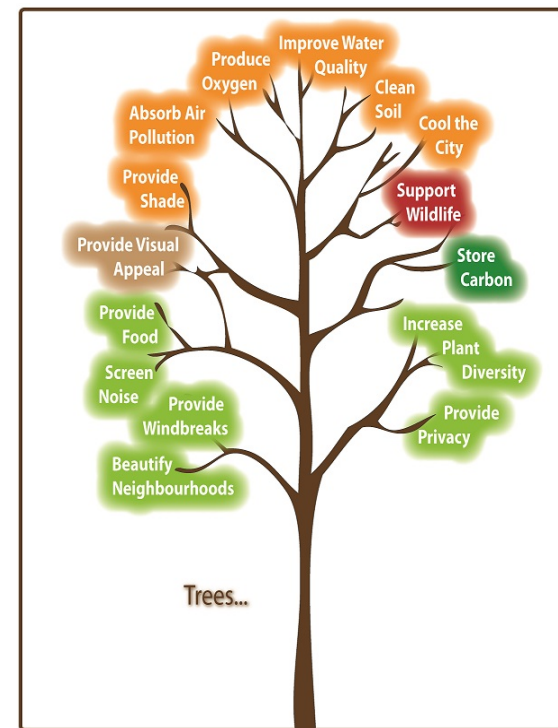 Improve Water
Quality
Produce
Oxygen
Clean
Soil
Absorb Air
Pollution
Cool the
City
Provide
Shade
Support
Wildlife
Provide Visual
Appeal
Store
Carbon
Provide
Food
Increase
Plant
Diversity
Screen
Noise
Provide
Windbreaks
Provide
Privacy
Beautify
Neighbourhoods
Trees...